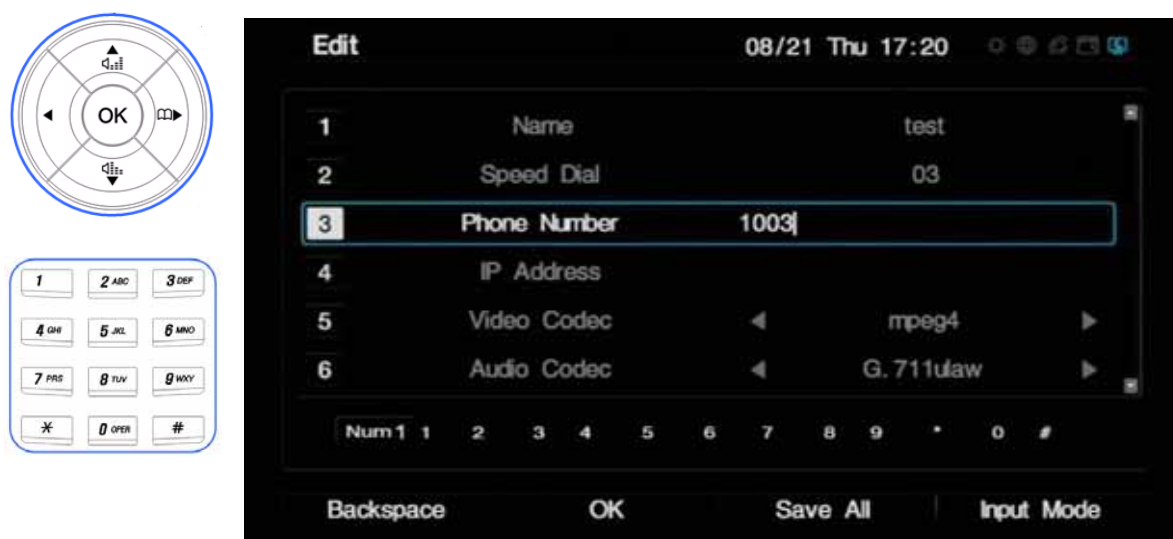 OK
1 2 ABC 3 DEF
4 GHI 5 JKL 6 MNO
7 PRS 8 TUV 9 WXY
* 0 OPER #
Edit 08/21 Thu 17:20
1 Name test
2 Speed Dial 03
3 Phone Number 1003
4 IP Address
5 Video Codec ◀ mpeg4 ▶
6 Audio Codec ◀ G.711ulaw ▶
Num1 1 2 3 4 5 6 7 8 9 * 0 #
Backspace OK Save All Input Mode